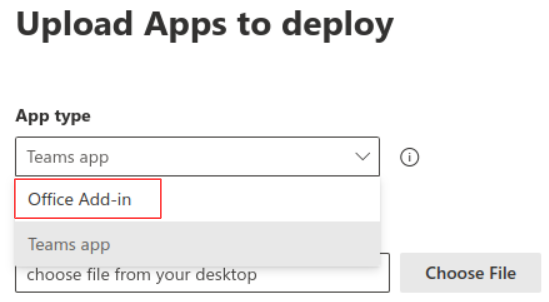 Upload Apps to deploy
App type
Teams app
Office Add-in
Teams app
choose file from your desktop
Choose File